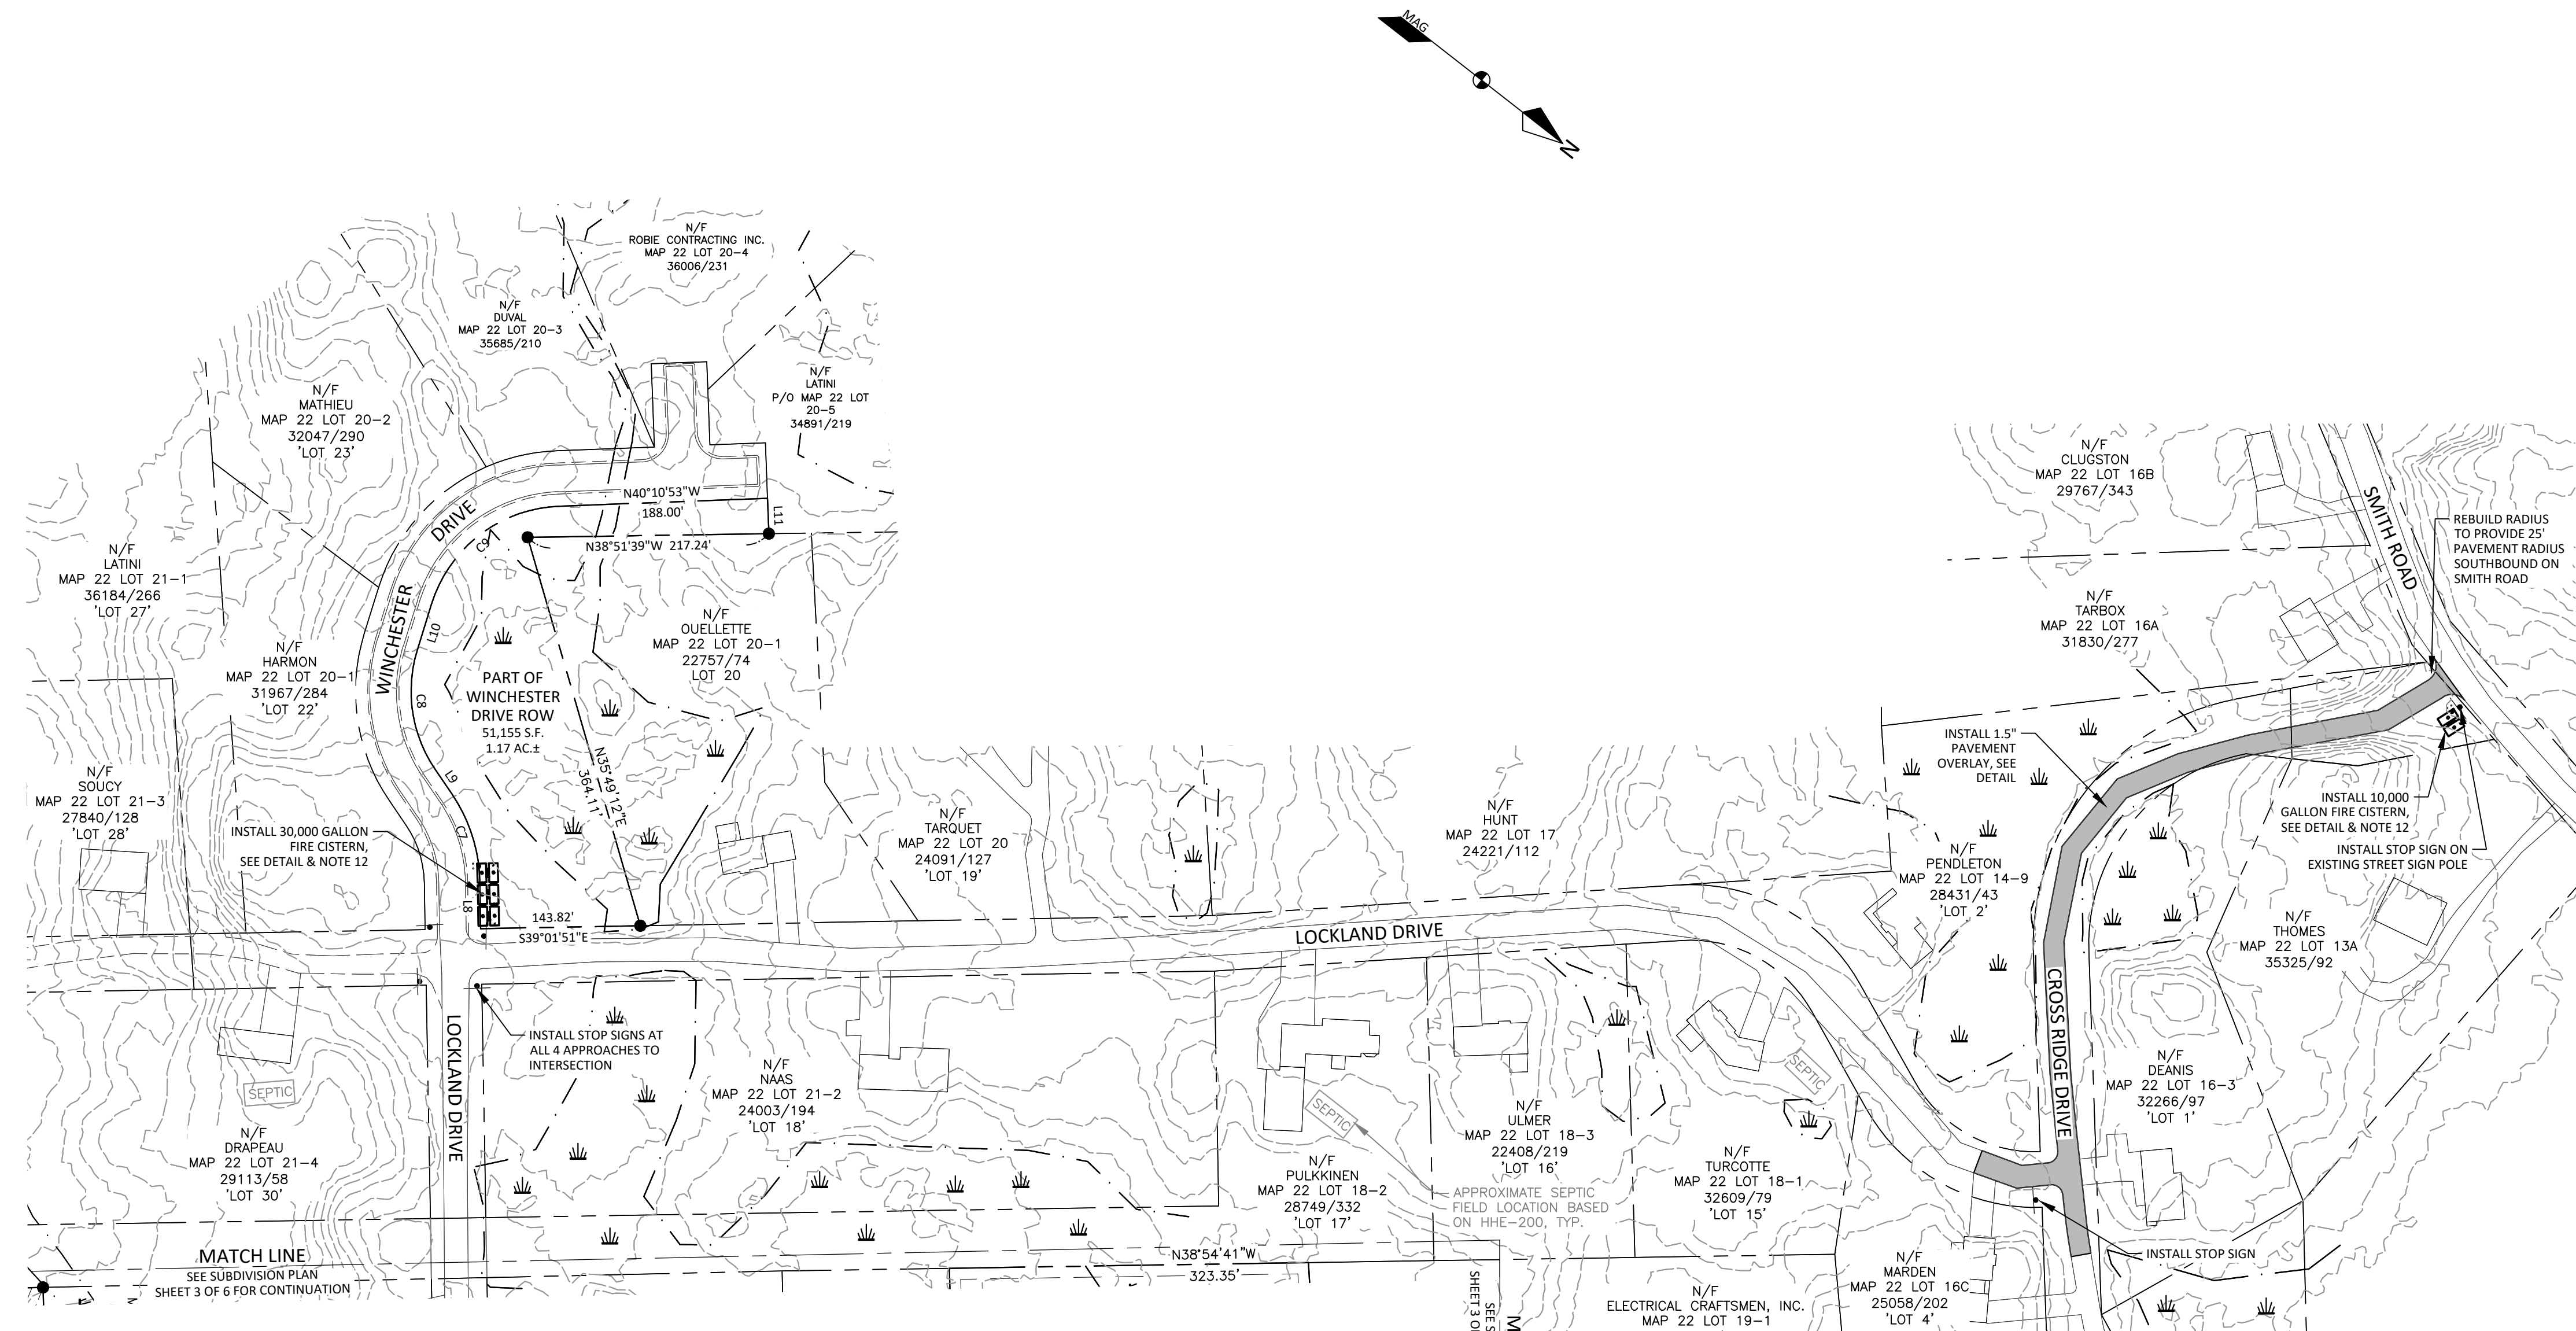 MAG
N
N/F
ROBIE CONTRACTING INC.
MAP 22 LOT 20-4
36006/231
N/F
DUVAL
MAP 22 LOT 20-3
35685/210
N/F
LATINI
P/O MAP 22 LOT
20-5
34891/219
N/F
MATHIEU
MAP 22 LOT 20-2
32047/290
'LOT 23'
N/F
LATINI
MAP 22 LOT 21-1
36184/266
'LOT 27'
N/F
HARMON
MAP 22 LOT 20-1
31967/284
'LOT 22'
N/F
SOUCY
MAP 22 LOT 21-3
27840/128
'LOT 28'
WINCHESTER
DRIVE
N40°10'53"W
188.00'
L11
N38°51'39"W 217.24'
C9
L10
C8
L9
C7
L8
PART OF
WINCHESTER
DRIVE ROW
51,155 S.F.
1.17 AC.±
N35°49'12"E
364.11'
N/F
OUELLETTE
MAP 22 LOT 20-1
22757/74
LOT 20
INSTALL 30,000 GALLON
FIRE CISTERN,
SEE DETAIL & NOTE 12
143.82'
S39°01'51"E
N/F
TARQUET
MAP 22 LOT 20
24091/127
'LOT 19'
N/F
HUNT
MAP 22 LOT 17
24221/112
LOCKLAND DRIVE
N/F
CLUGSTON
MAP 22 LOT 16B
29767/343
SMITH ROAD
REBUILD RADIUS
TO PROVIDE 25'
PAVEMENT RADIUS
SOUTHBOUND ON
SMITH ROAD
N/F
TARBOX
MAP 22 LOT 16A
31830/277
INSTALL 1.5"
PAVEMENT
OVERLAY, SEE
DETAIL
INSTALL 10,000
GALLON FIRE CISTERN,
SEE DETAIL & NOTE 12
INSTALL STOP SIGN ON
EXISTING STREET SIGN POLE
N/F
PENDLETON
MAP 22 LOT 14-9
28431/43
'LOT 2'
N/F
THOMES
MAP 22 LOT 13A
35325/92
CROSS RIDGE DRIVE
N/F
DEANIS
MAP 22 LOT 16-3
32266/97
'LOT 1'
INSTALL STOP SIGN
LOCKLAND DRIVE
INSTALL STOP SIGNS AT
ALL 4 APPROACHES TO
INTERSECTION
SEPTIC
N/F
DRAPEAU
MAP 22 LOT 21-4
29113/58
'LOT 30'
N/F
NAAS
MAP 22 LOT 21-2
24003/194
'LOT 18'
SEPTIC
N/F
PULKKINEN
MAP 22 LOT 18-2
28749/332
'LOT 17'
N/F
ULMER
MAP 22 LOT 18-3
22408/219
'LOT 16'
APPROXIMATE SEPTIC
FIELD LOCATION BASED
ON HHE-200, TYP.
SEPTIC
N/F
TURCOTTE
MAP 22 LOT 18-1
32609/79
'LOT 15'
N/F
MARDEN
MAP 22 LOT 16C
25058/202
'LOT 4'
N/F
ELECTRICAL CRAFTSMEN, INC.
MAP 22 LOT 19-1
N38°54'41"W
323.35'
MATCH LINE
SEE SUBDIVISION PLAN
SHEET 3 OF 6 FOR CONTINUATION
M
SEE S
SHEET 3 O